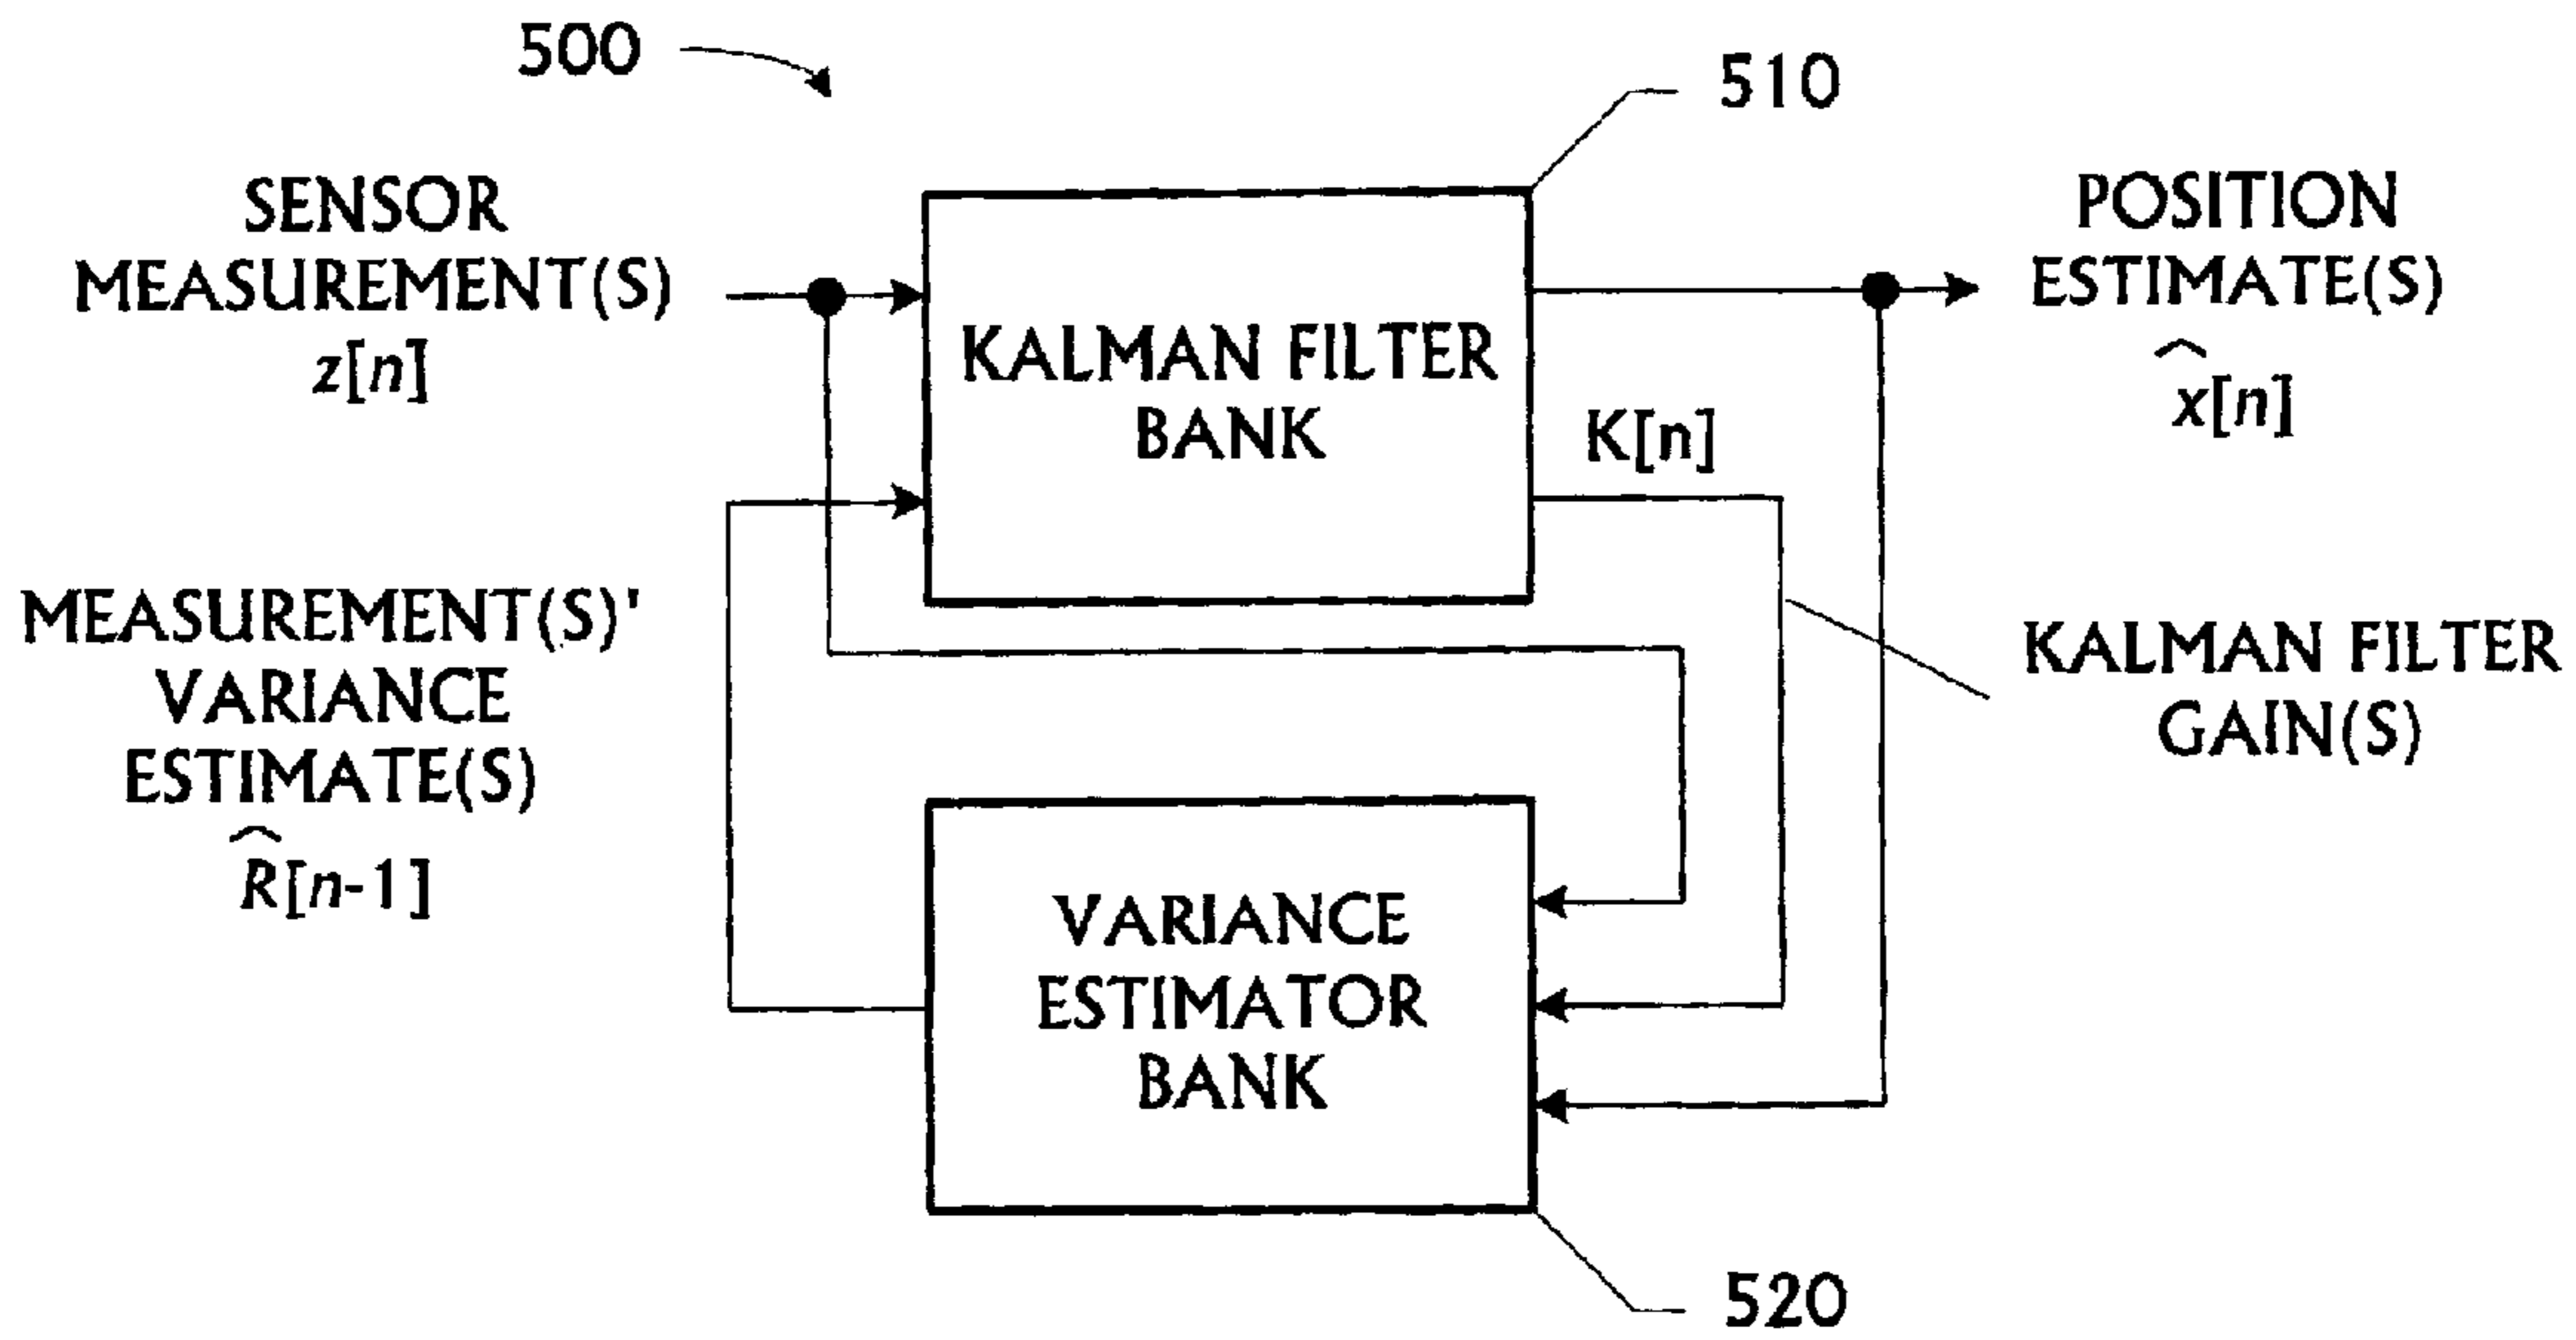 500
510
SENSOR
MEASUREMENT(S)
z[n]
KALMAN FILTER
BANK
K[n]
POSITION
ESTIMATE(S)
x̂[n]
MEASUREMENT(S)'
VARIANCE
ESTIMATE(S)
R̂[n-1]
KALMAN FILTER
GAIN(S)
VARIANCE
ESTIMATOR
BANK
520